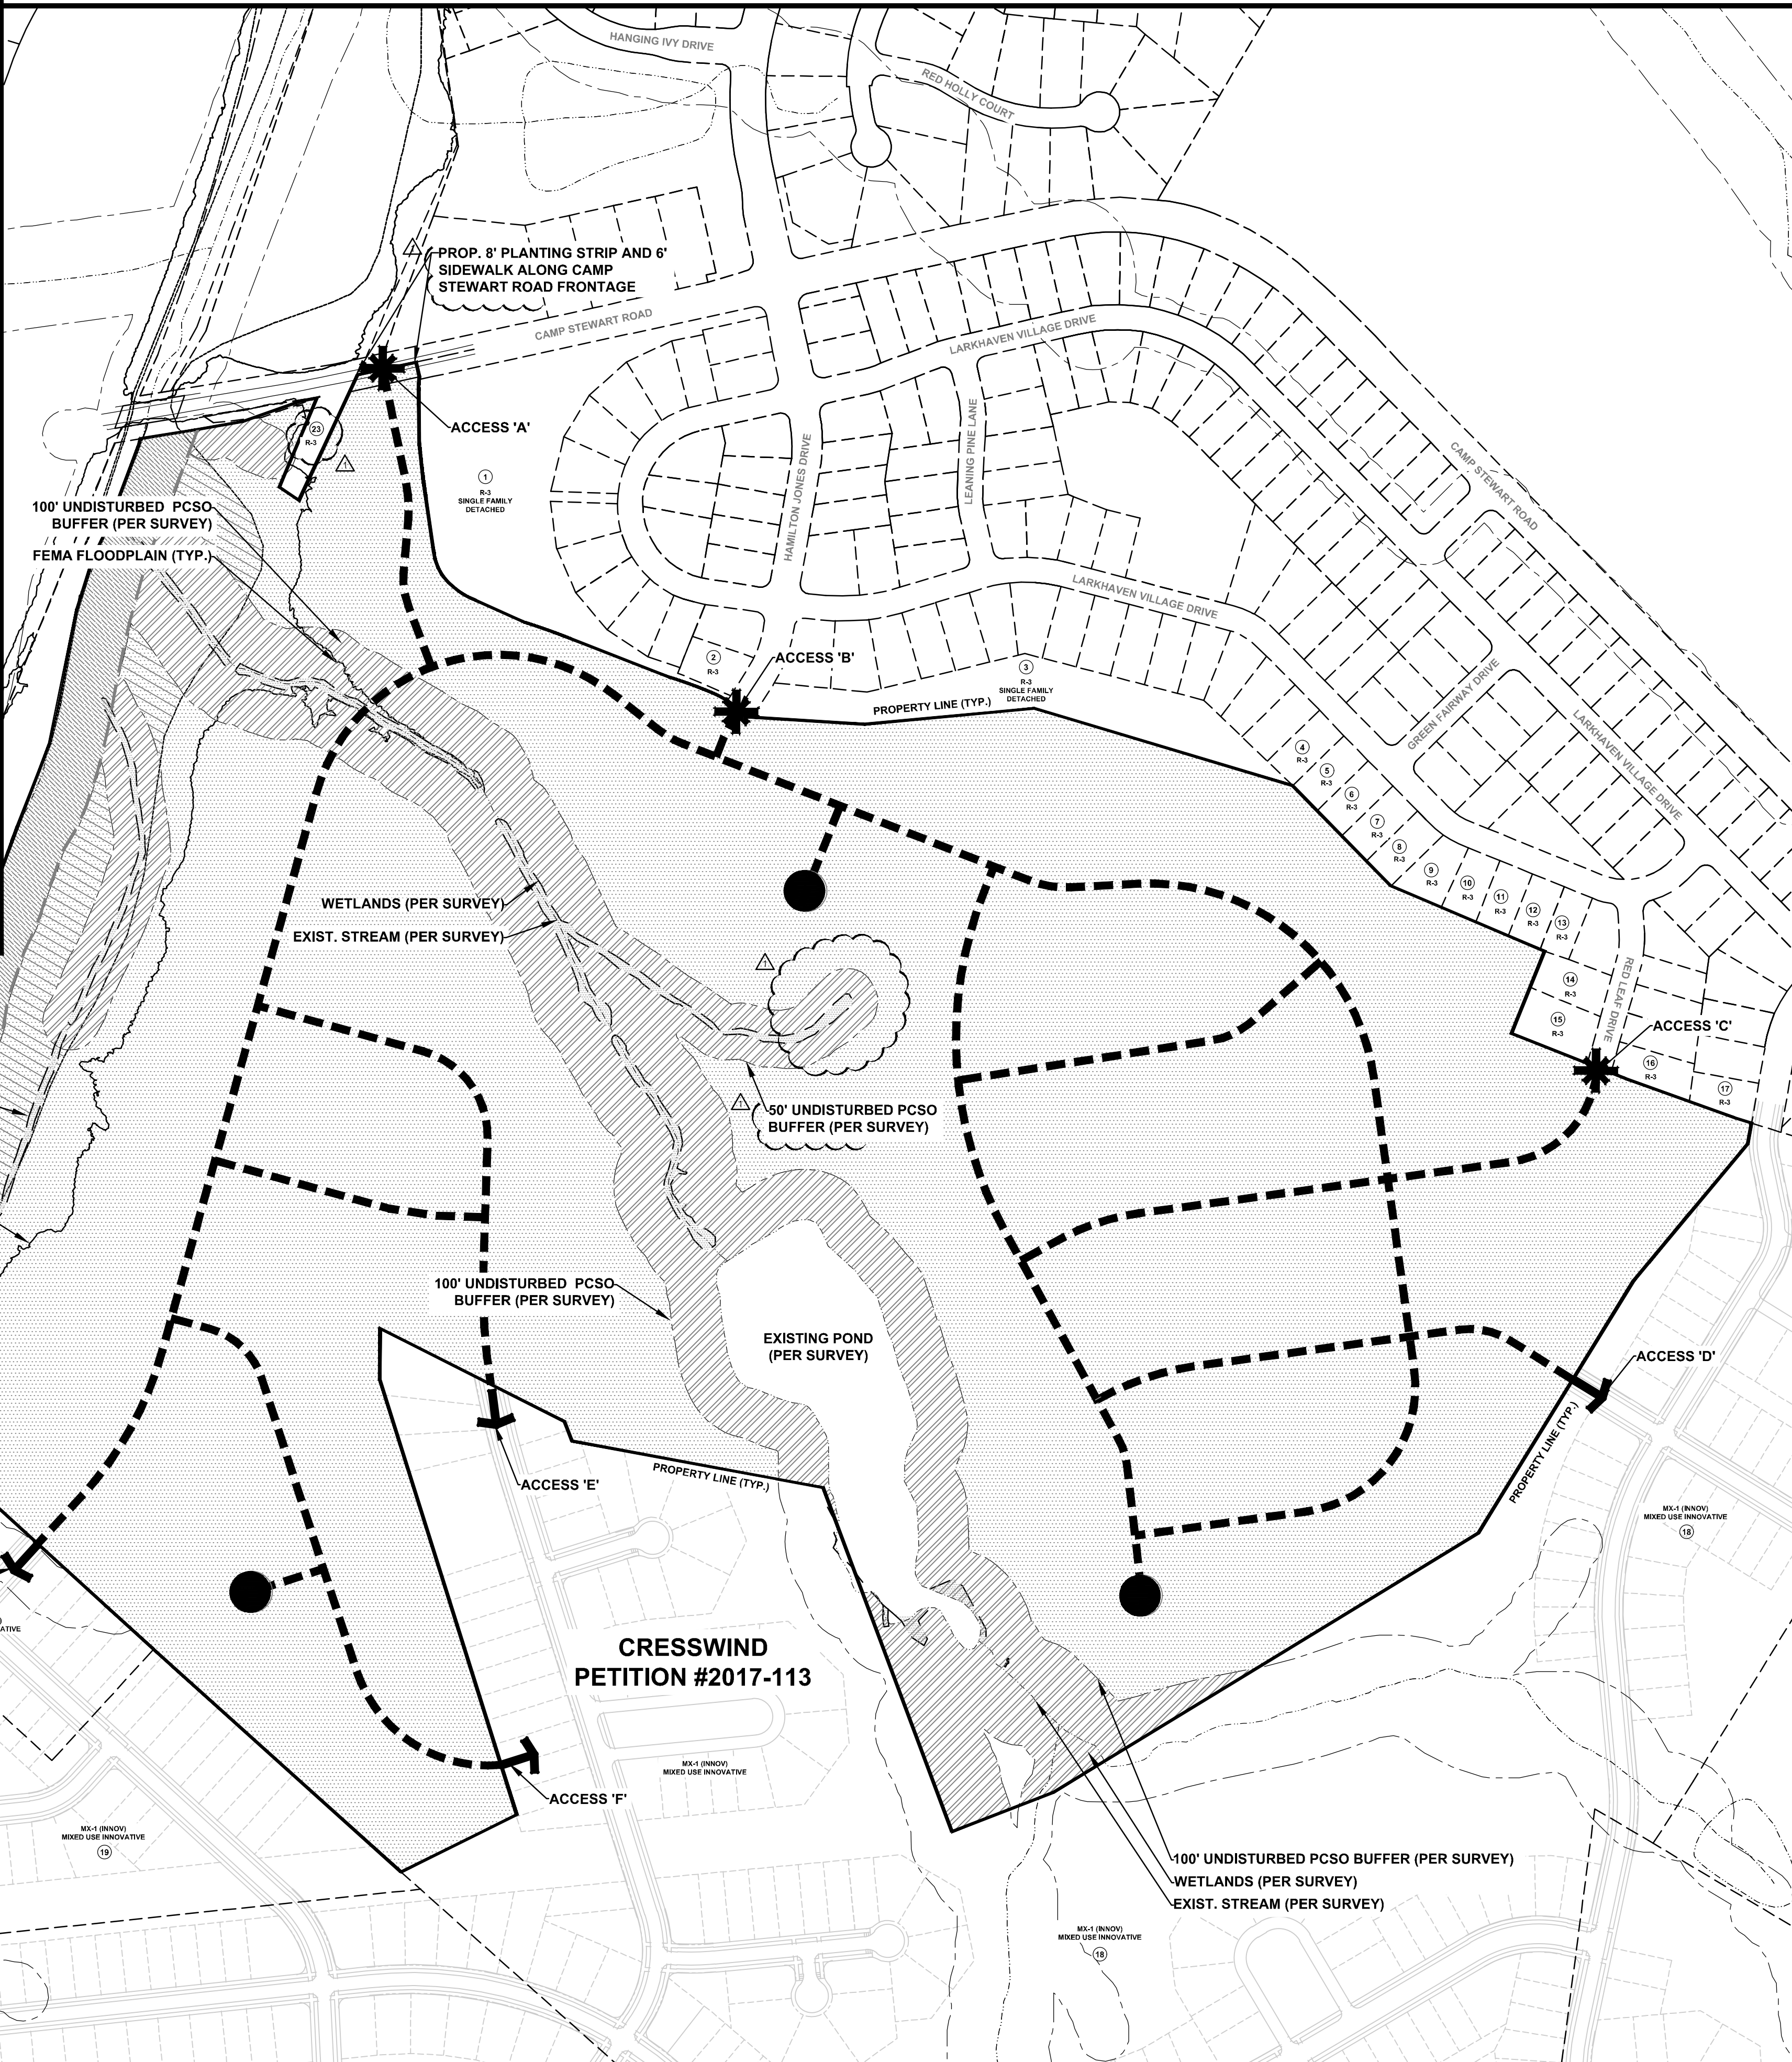 HANGING IVY DRIVE
RED HOLLY COURT
PROP. 8' PLANTING STRIP AND 6'
SIDEWALK ALONG CAMP
STEWART ROAD FRONTAGE
1
CAMP STEWART ROAD
LARKHAVEN VILLAGE DRIVE
23
R-3
1
ACCESS 'A'
1
R-3
SINGLE FAMILY
DETACHED
HAMILTON JONES DRIVE
LEANING PINE LANE
CAMP STEWART ROAD
100' UNDISTURBED PCSO
BUFFER (PER SURVEY)
FEMA FLOODPLAIN (TYP.)
LARKHAVEN VILLAGE DRIVE
2
R-3
ACCESS 'B'
3
R-3
SINGLE FAMILY
DETACHED
PROPERTY LINE (TYP.)
GREEN FAIRWAY DRIVE
LARKHAVEN VILLAGE DRIVE
4
R-3
5
R-3
6
R-3
7
R-3
8
R-3
9
R-3
10
R-3
11
R-3
12
R-3
13
R-3
14
R-3
15
R-3
RED LEAF DRIVE
ACCESS 'C'
16
R-3
17
R-3
WETLANDS (PER SURVEY)
EXIST. STREAM (PER SURVEY)
1
1
50' UNDISTURBED PCSO
BUFFER (PER SURVEY)
100' UNDISTURBED PCSO
BUFFER (PER SURVEY)
EXISTING POND
(PER SURVEY)
ACCESS 'D'
PROPERTY LINE (TYP.)
ACCESS 'E'
PROPERTY LINE (TYP.)
MX-1 (INNOV)
MIXED USE INNOVATIVE
18
ATIVE
CRESSWIND
PETITION #2017-113
MX-1 (INNOV)
MIXED USE INNOVATIVE
ACCESS 'F'
MX-1 (INNOV)
MIXED USE INNOVATIVE
19
100' UNDISTURBED PCSO BUFFER (PER SURVEY)
WETLANDS (PER SURVEY)
EXIST. STREAM (PER SURVEY)
MX-1 (INNOV)
MIXED USE INNOVATIVE
18